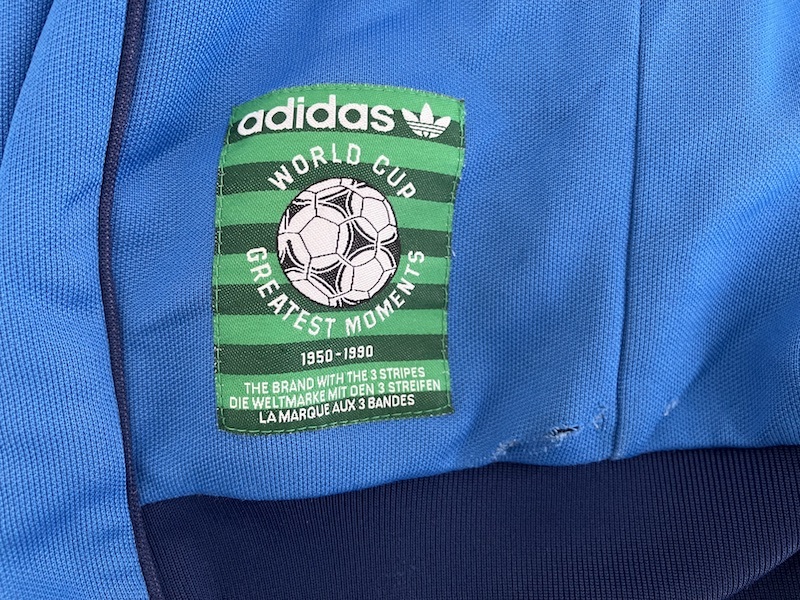 adidas
WORLD CUP
GREATEST MOMENTS
1950-1990
THE BRAND WITH THE 3 STRIPES
DIE WELTMARKE MIT DEN 3 STREIFEN
LA MARQUE AUX 3 BANDES